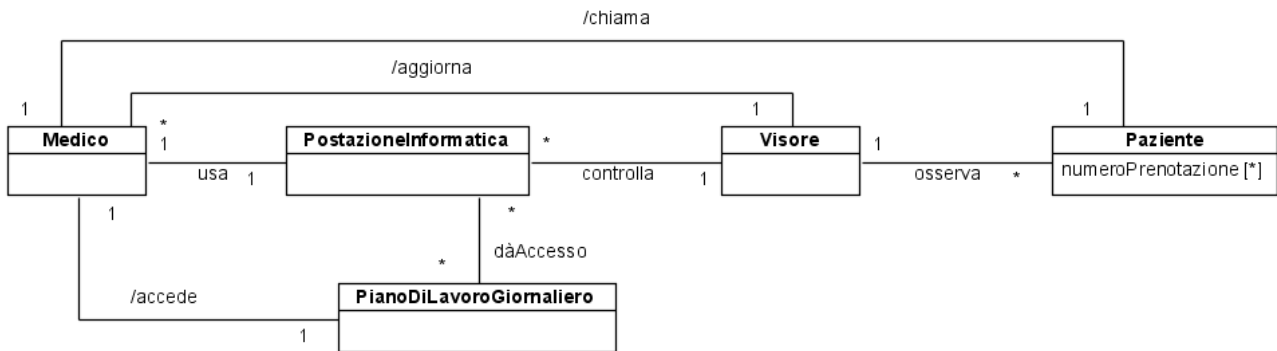 /chiama
/aggiorna
1 * 1 1
Medico PostazioneInformatica * Visore 1 Paziente
1
numeroPrenotazione [*]
usa 1 controlla 1 osserva *
1 *
dàAccesso
*
/accede PianoDiLavoroGiornaliero
1